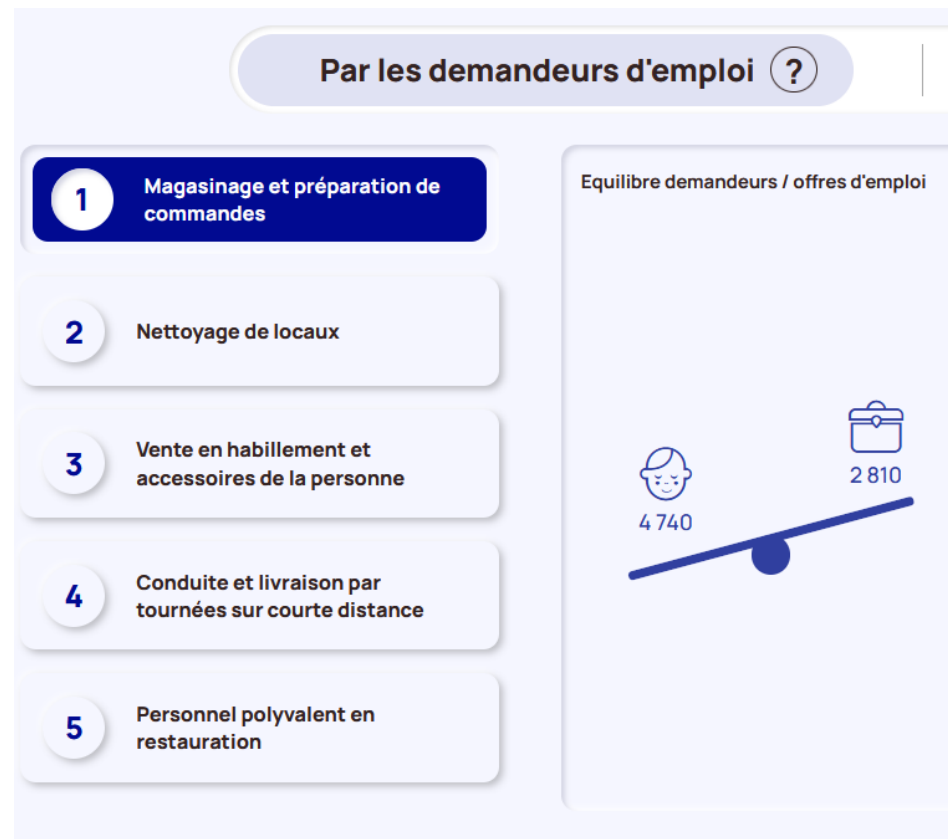 Par les demandeurs d'emploi ?
1
Magasinage et préparation de
commandes
2
Nettoyage de locaux
3
Vente en habillement et
accessoires de la personne
4
Conduite et livraison par
tournées sur courte distance
5
Personnel polyvalent en
restauration
Equilibre demandeurs / offres d'emploi
2 810
4 740